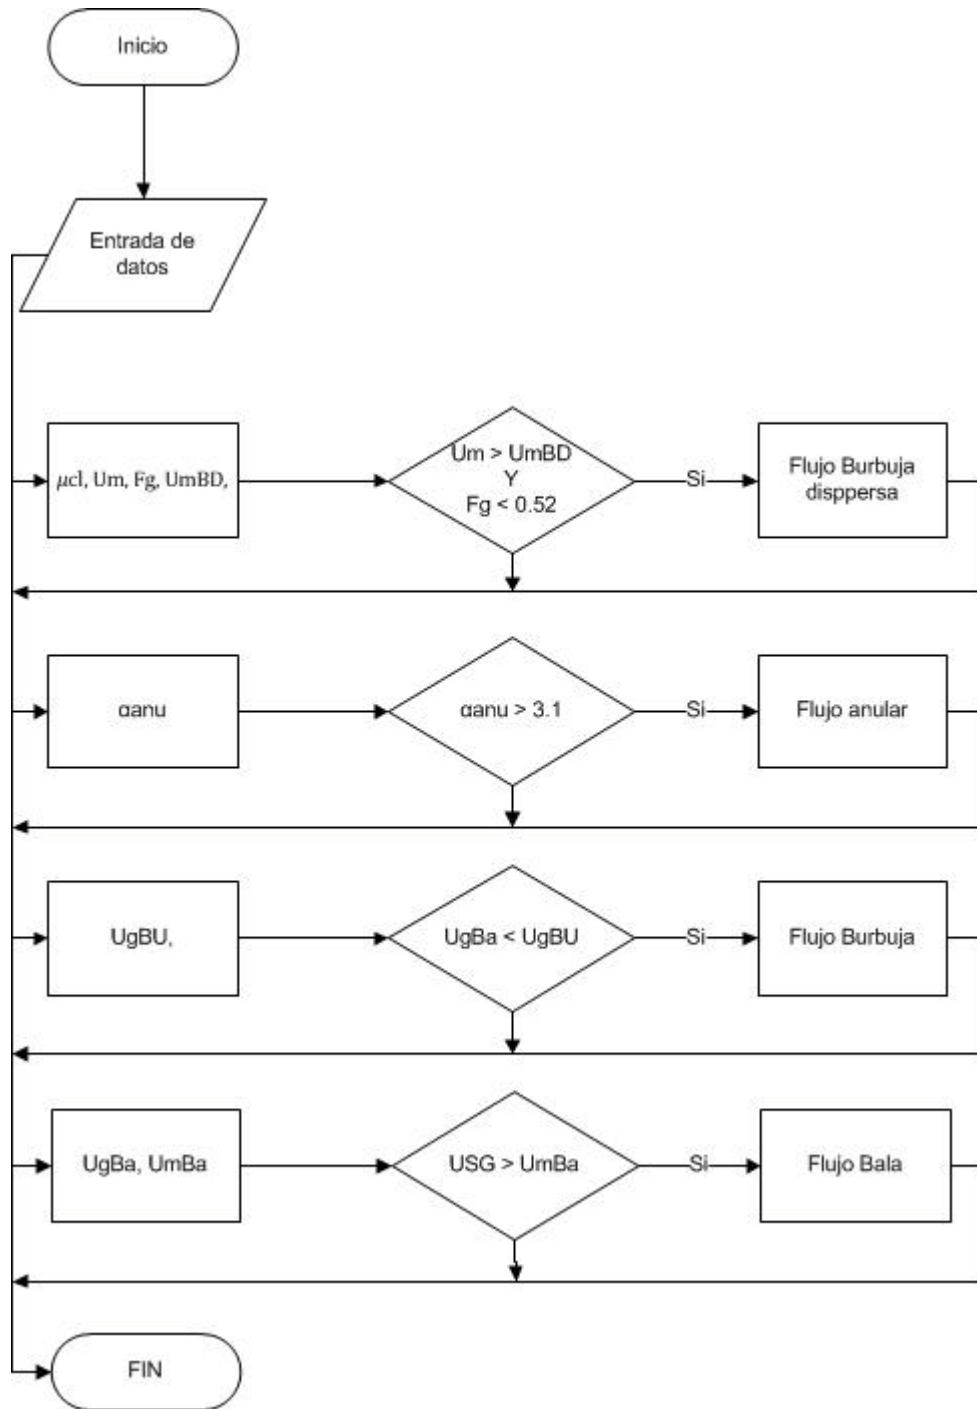 Inicio
Entrada de
datos
μcl, Um, Fg, UmBD,
Um > UmBD
Y
Fg < 0.52
Si
Flujo Burbuja
disppersa
αanu
αanu > 3.1
Si
Flujo anular
UgBU,
UgBa < UgBU
Si
Flujo Burbuja
UgBa, UmBa
USG > UmBa
Si
Flujo Bala
FIN